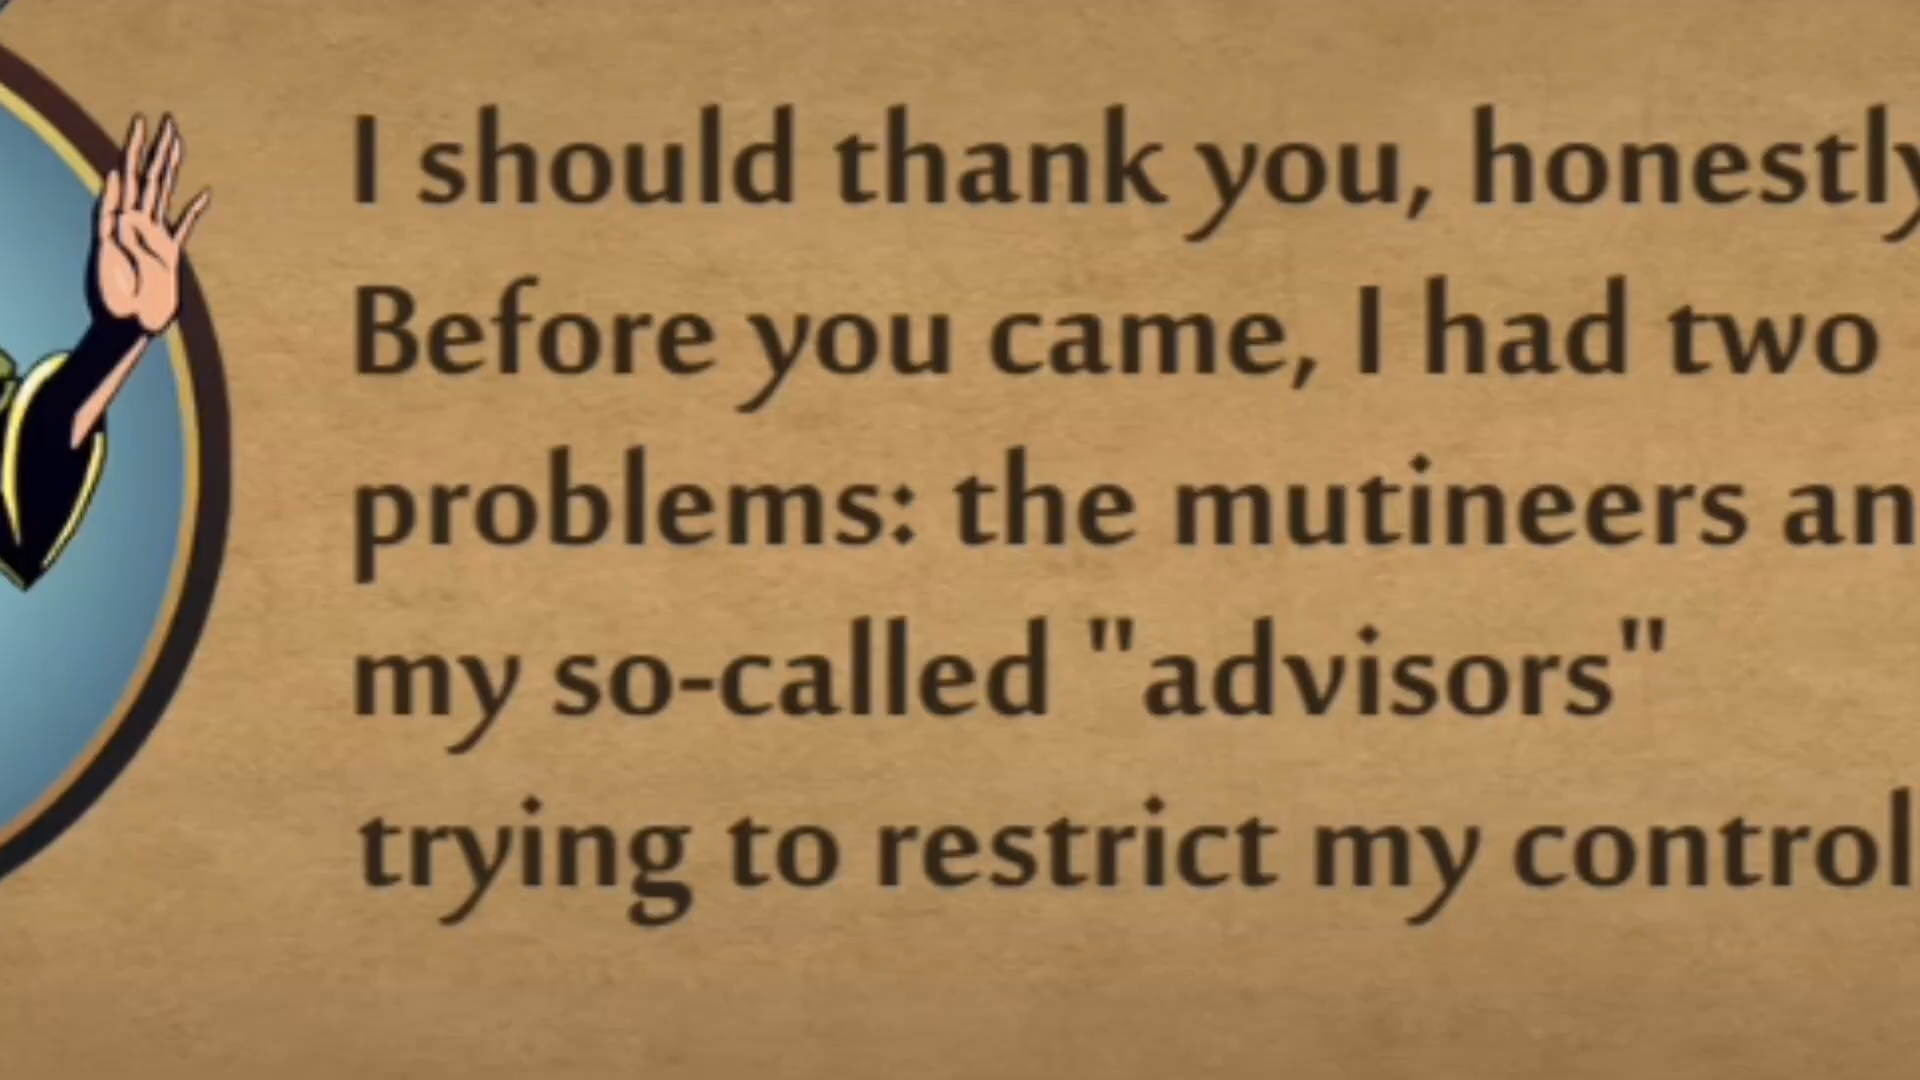 I should thank you, honestly
Before you came, I had two
problems: the mutineers an
my so-called "advisors"
trying to restrict my control